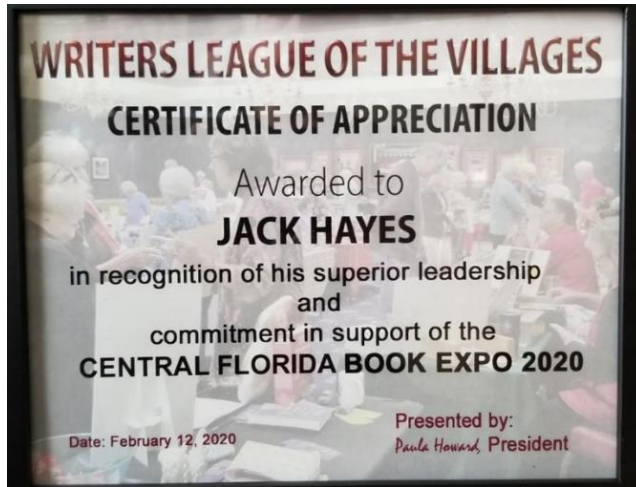 WRITERS LEAGUE OF THE VILLAGES
CERTIFICATE OF APPRECIATION
Awarded to
JACK HAYES
in recognition of his superior leadership
and
commitment in support of the
CENTRAL FLORIDA BOOK EXPO 2020
Presented by:
Date: February 12, 2020
Paula Howard, President